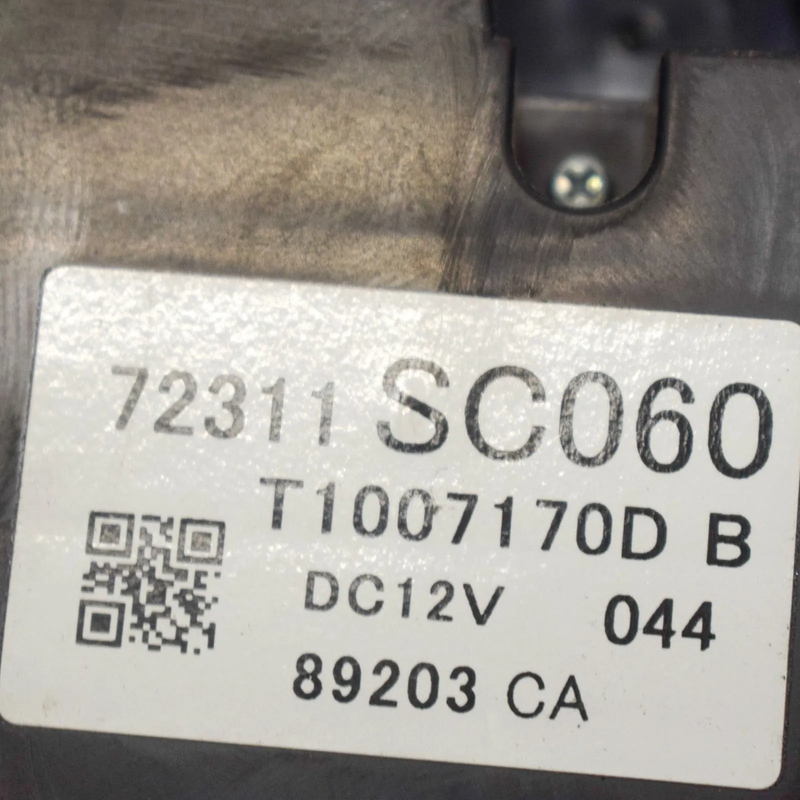 72311 SC060
T1007170D B
DC12V 044
89203 CA